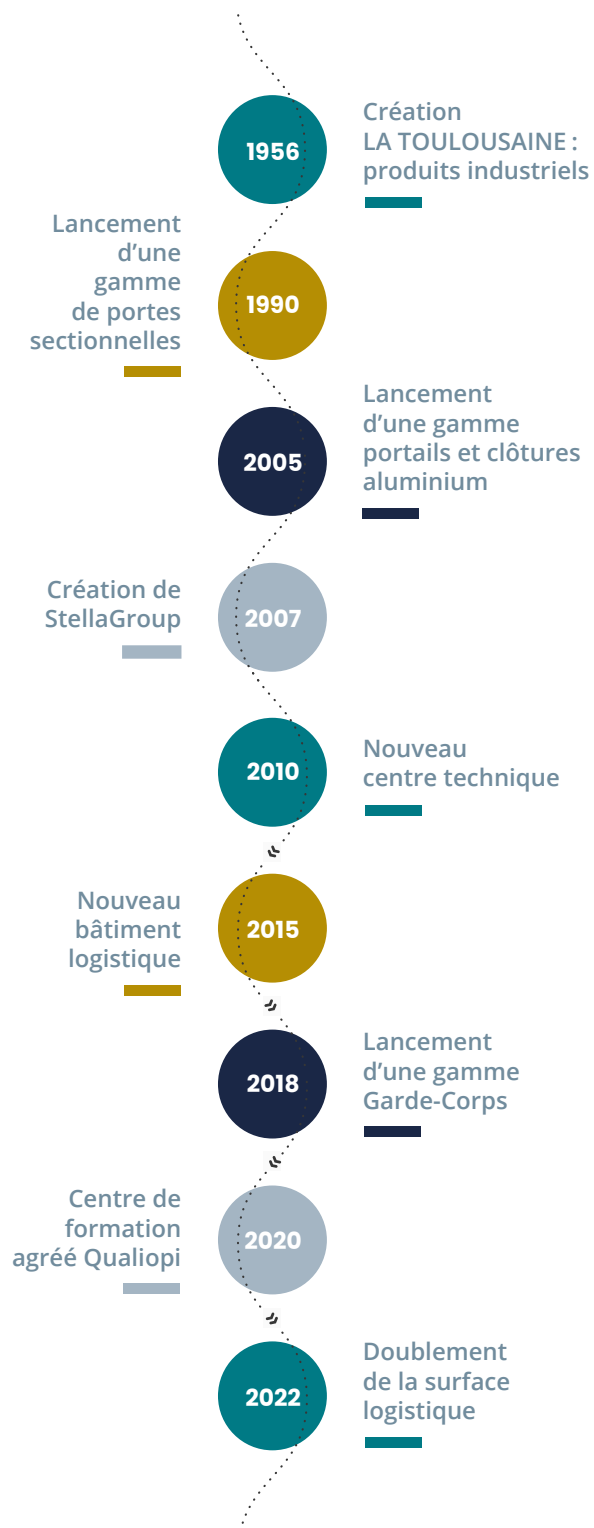 1956
Création
LA TOULOUSAINE :
produits industriels
Lancement
d’une
gamme
de portes
sectionnelles
1990
Lancement
d’une gamme
portails et clôtures
aluminium
2005
Création de
StellaGroup
2007
2010
Nouveau
centre technique
Nouveau
bâtiment
logistique
2015
2018
Lancement
d’une gamme
Garde-Corps
Centre de
formation
agréé Qualiopi
2020
2022
Doublement
de la surface
logistique